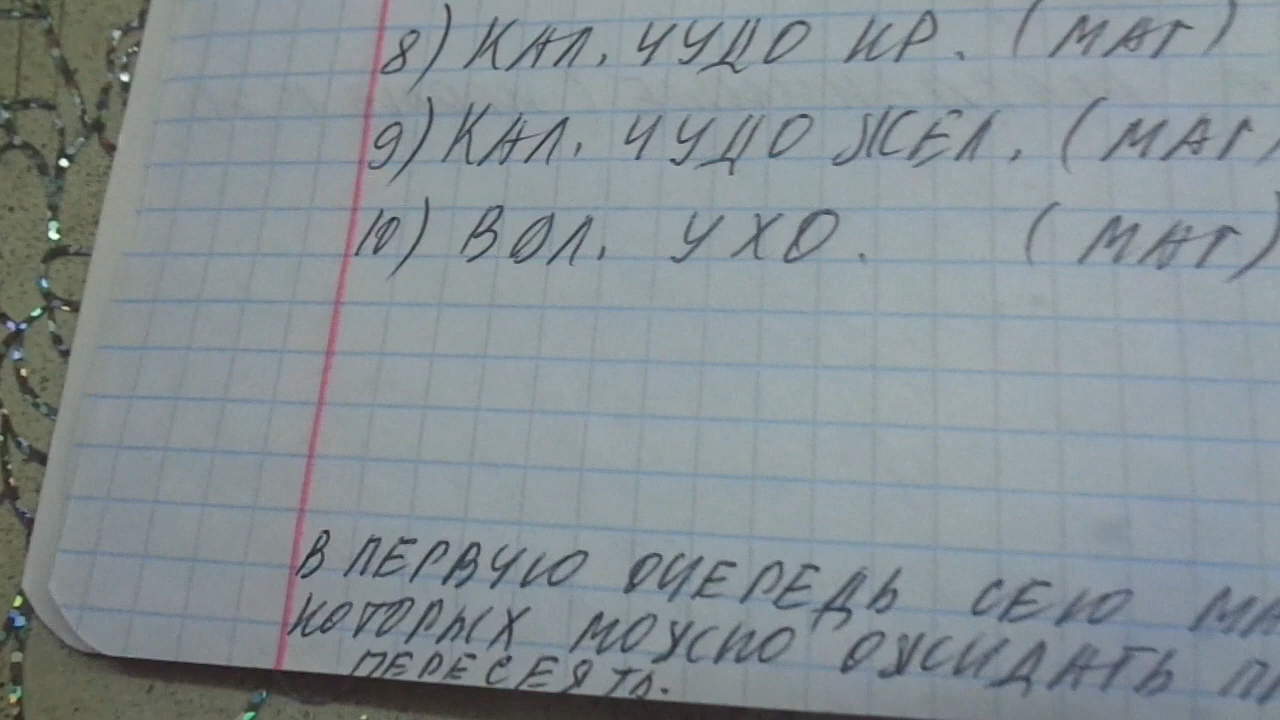 8) КАЛ. ЧУДО КР. (МАГ)
9) КАЛ. ЧУДО ЖЕЛ. (МАГ)
10) ВОЛ. УХО. (МАГ)
В ПЕРВУЮ ОЧЕРЕДЬ СЕЮ
КОТОРЫХ МОЖНО ОЖИДАТЬ
ПЕРЕСЕЯТЬ.